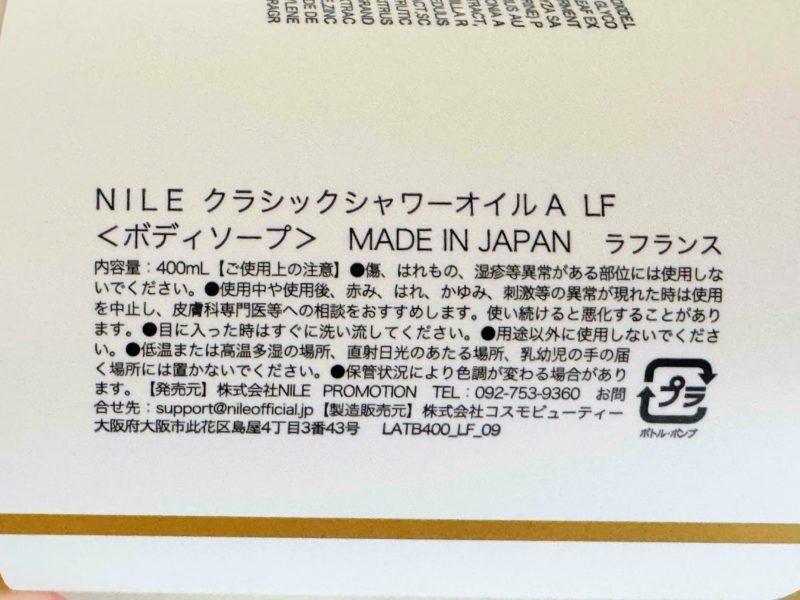 NILE クラシックシャワーオイルA LF
＜ボディソープ＞ MADE IN JAPAN ラフランス
内容量：400mL【ご使用上の注意】●傷、はれもの、湿疹等異常がある部位には使用しな
いでください。●使用中や使用後、赤み、はれ、かゆみ、刺激等の異常が現れた時は使用
を中止し、皮膚科専門医等への相談をおすすめします。使い続けると悪化することがあり
ます。●目に入った時はすぐに洗い流してください。●用途以外に使用しないでくださ
い。●低温または高温多湿の場所、直射日光のあたる場所、乳幼児の手の届
く場所には置かないでください。●保管状況により色調が変わる場合があり
ます。【発売元】株式会社NILE PROMOTION TEL：092-753-9360 お問
合せ先：support@nileofficial.jp【製造販売元】株式会社コスモビューティー
大阪府大阪市此花区島屋4丁目3番43号 LATB400_LF_09
プラ
ボトル・ポンプ